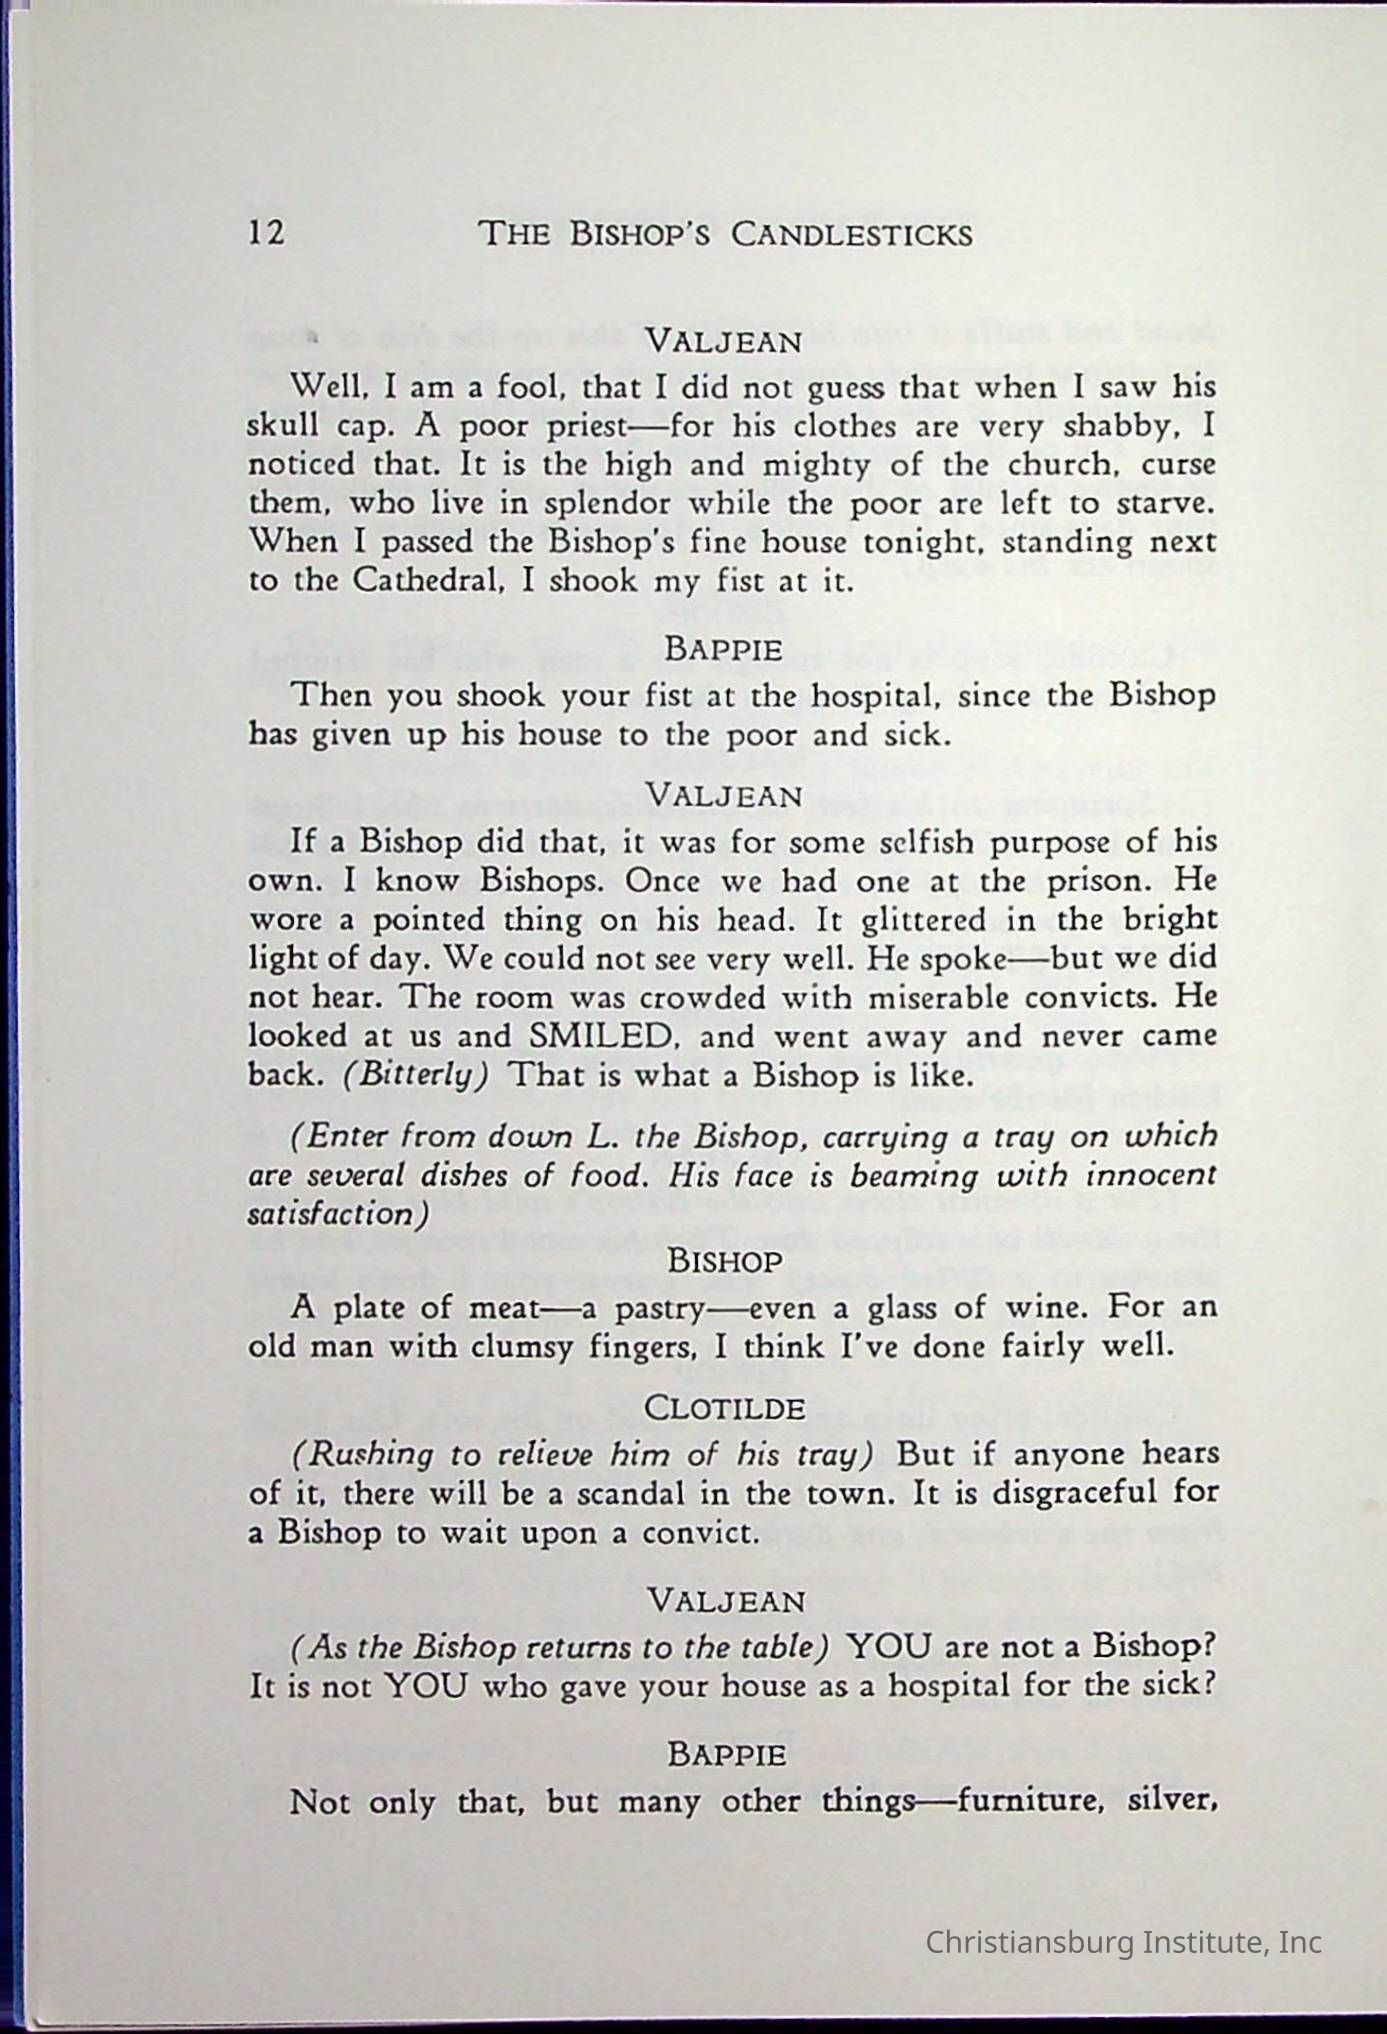 12 THE BISHOP'S CANDLESTICKS
VALJEAN
Well, I am a fool, that I did not guess that when I saw his
skull cap. A poor priest—for his clothes are very shabby, I
noticed that. It is the high and mighty of the church, curse
them, who live in splendor while the poor are left to starve.
When I passed the Bishop's fine house tonight, standing next
to the Cathedral, I shook my fist at it.
BAPPIE
Then you shook your fist at the hospital, since the Bishop
has given up his house to the poor and sick.
VALJEAN
If a Bishop did that, it was for some selfish purpose of his
own. I know Bishops. Once we had one at the prison. He
wore a pointed thing on his head. It glittered in the bright
light of day. We could not see very well. He spoke—but we did
not hear. The room was crowded with miserable convicts. He
looked at us and SMILED, and went away and never came
back. (Bitterly) That is what a Bishop is like.
(Enter from down L. the Bishop, carrying a tray on which
are several dishes of food. His face is beaming with innocent
satisfaction)
BISHOP
A plate of meat—a pastry—even a glass of wine. For an
old man with clumsy fingers, I think I've done fairly well.
CLOTILDE
(Rushing to relieve him of his tray) But if anyone hears
of it, there will be a scandal in the town. It is disgraceful for
a Bishop to wait upon a convict.
VALJEAN
(As the Bishop returns to the table) YOU are not a Bishop?
It is not YOU who gave your house as a hospital for the sick?
BAPPIE
Not only that, but many other things—furniture, silver,
Christiansburg Institute, Inc